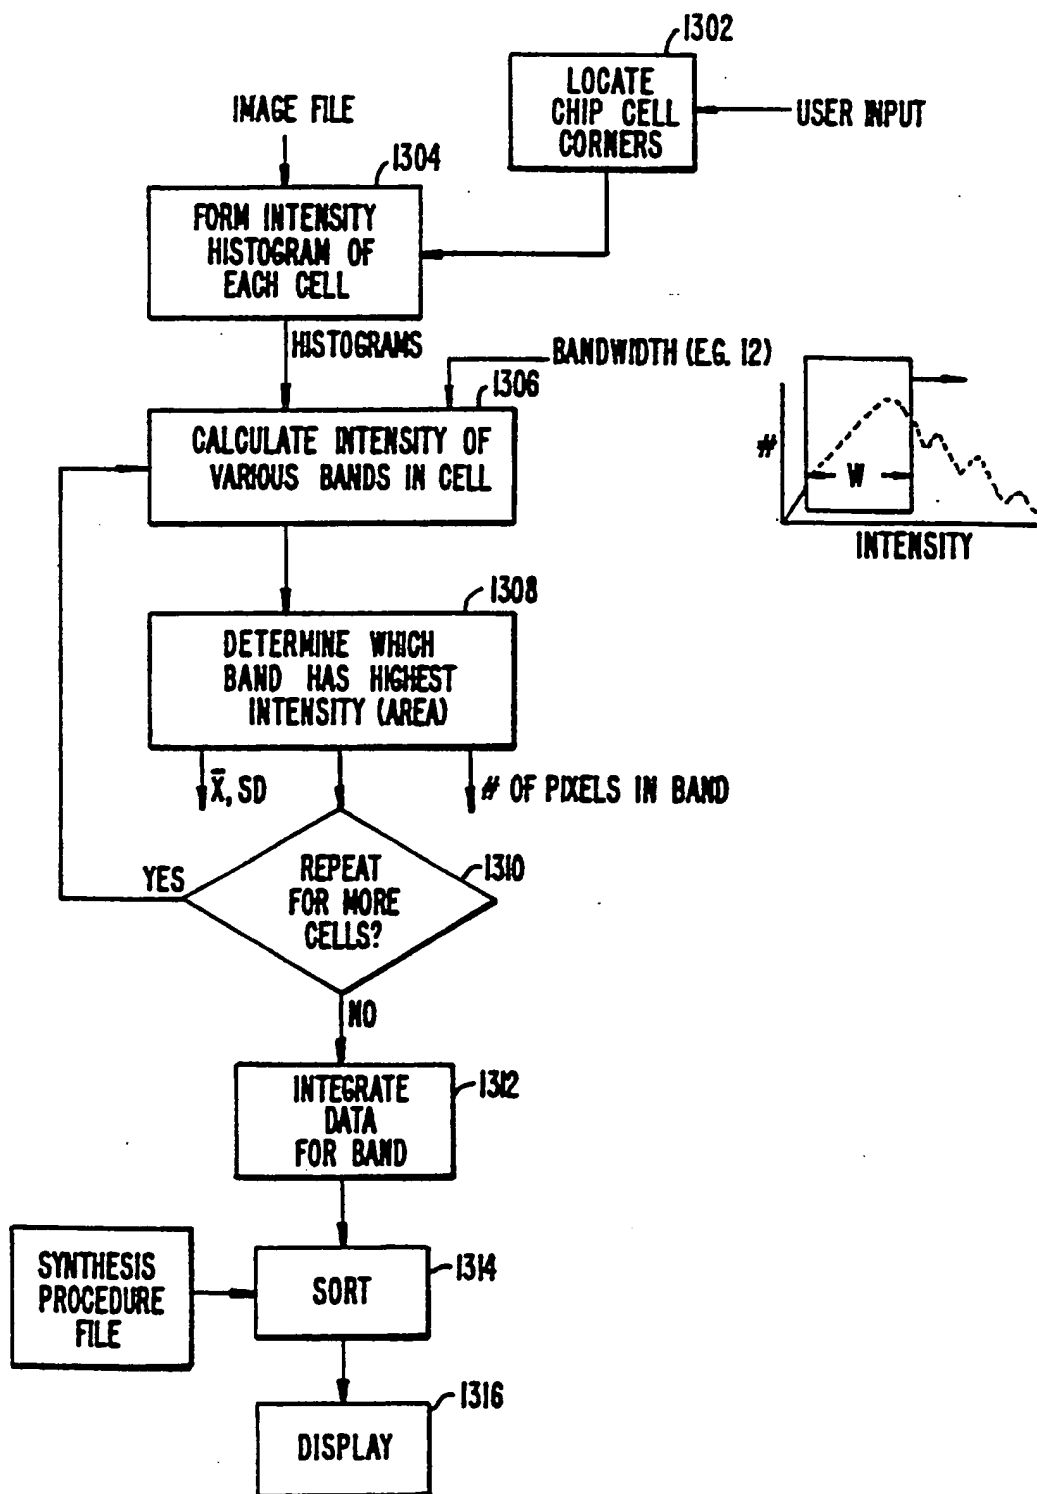 1302
LOCATE
CHIP CELL
CORNERS
USER INPUT
IMAGE FILE
1304
FORM INTENSITY
HISTOGRAM OF
EACH CELL
HISTOGRAMS
BANDWIDTH (E.G. 12)
1306
CALCULATE INTENSITY OF
VARIOUS BANDS IN CELL
#
W
INTENSITY
1308
DETERMINE WHICH
BAND HAS HIGHEST
INTENSITY (AREA)
X̄, SD
# OF PIXELS IN BAND
YES
1310
REPEAT
FOR MORE
CELLS?
NO
1312
INTEGRATE
DATA
FOR BAND
SYNTHESIS
PROCEDURE
FILE
1314
SORT
1316
DISPLAY